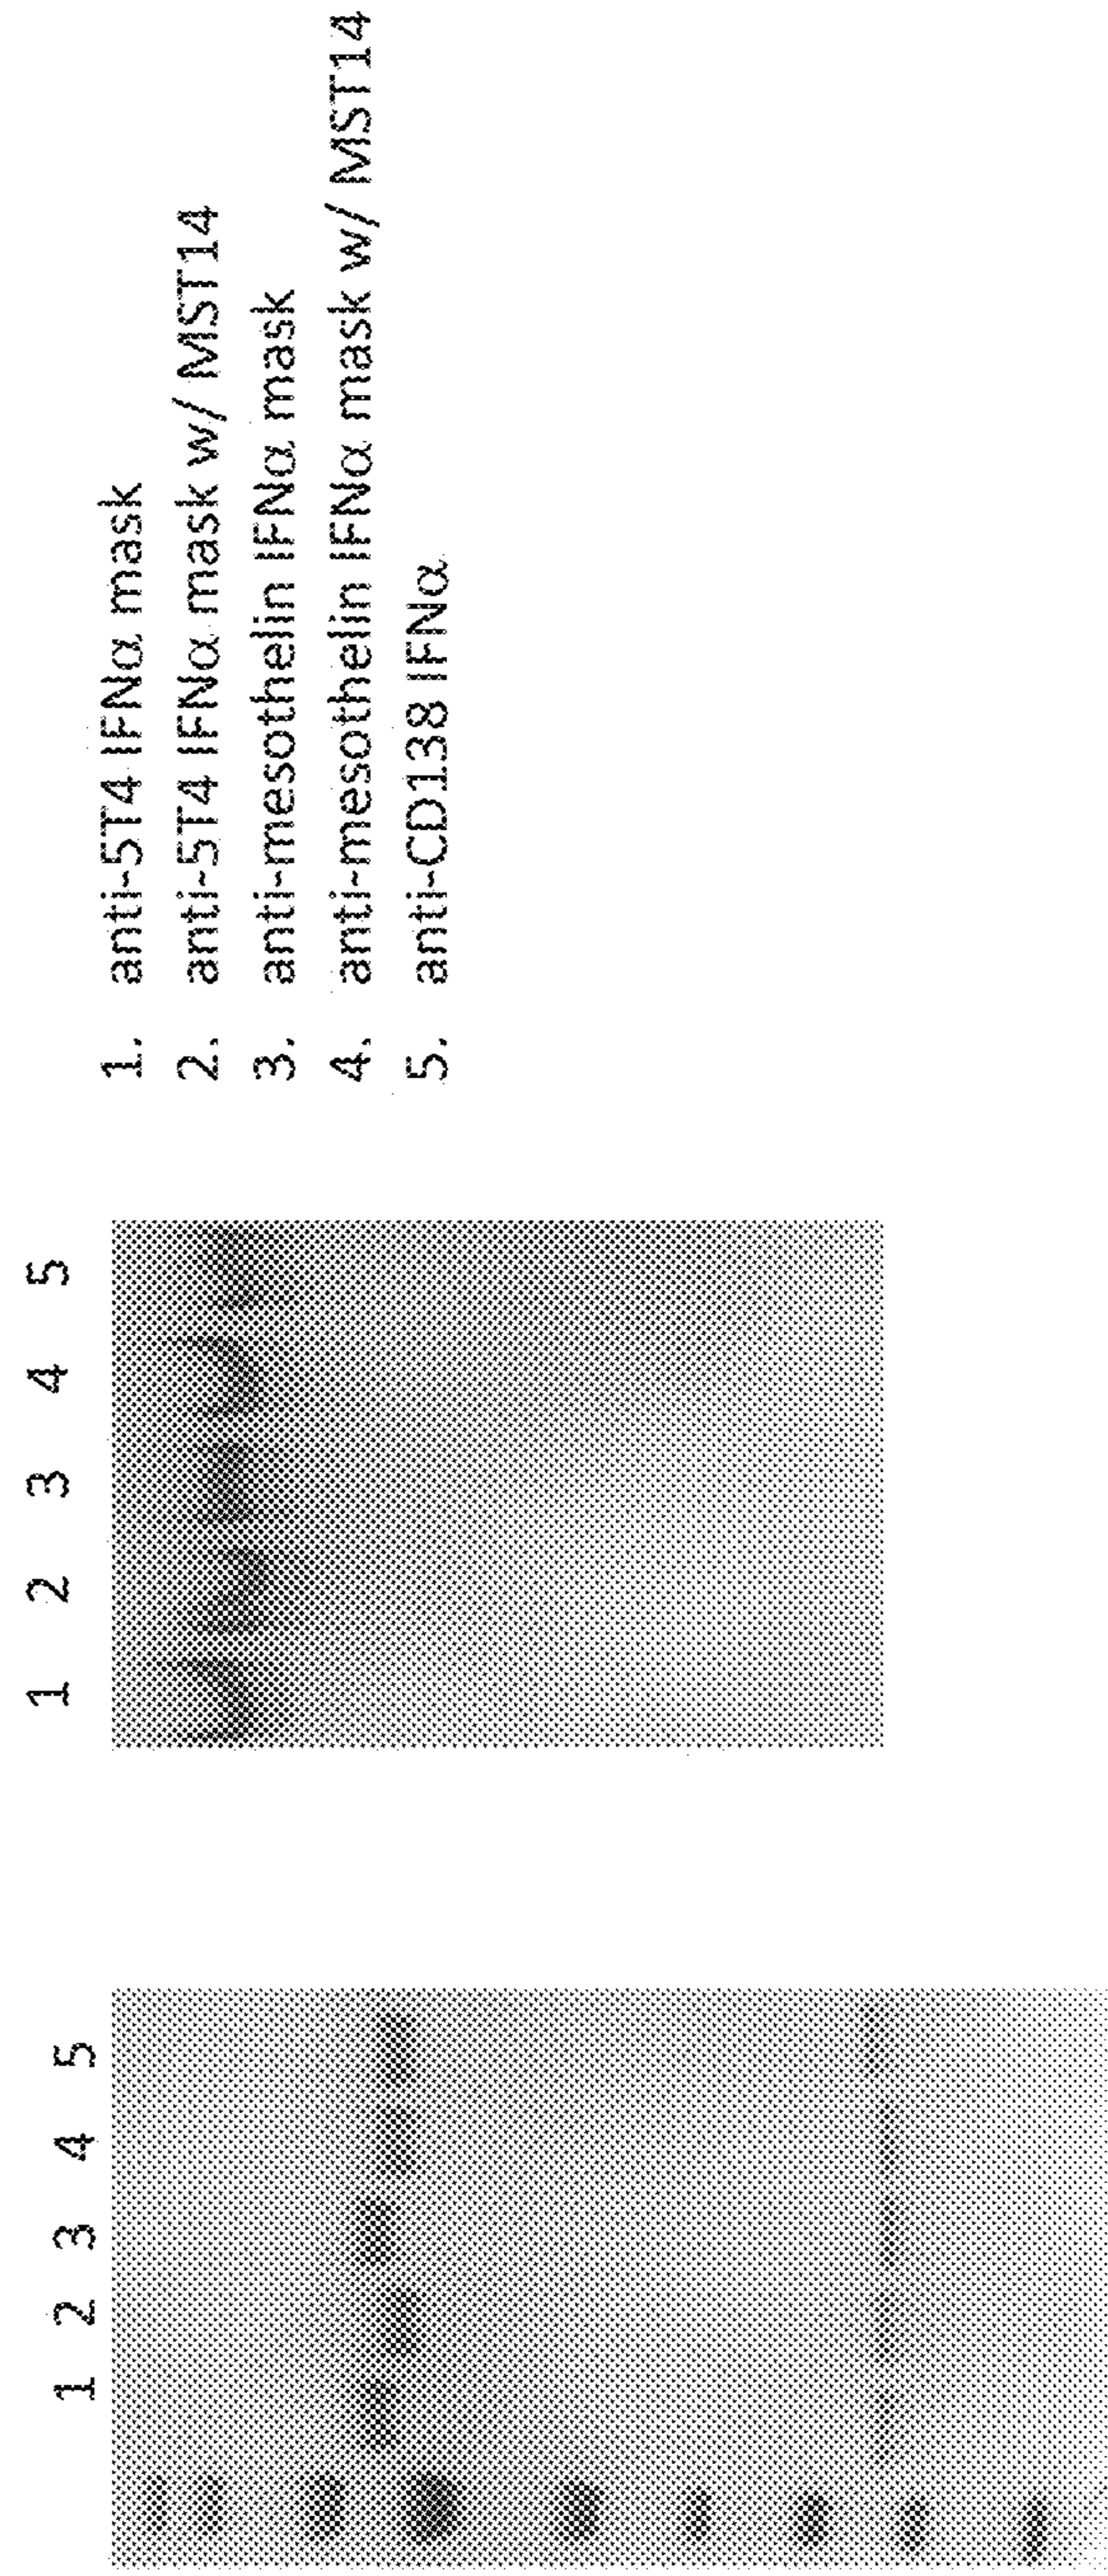 1 2 3 4 5
1 2 3 4 5
1. anti-5T4 IFNα mask
2. anti-5T4 IFNα mask w/ MST14
3. anti-mesothelin IFNα mask
4. anti-mesothelin IFNα mask w/ MST14
5. anti-CD138 IFNα